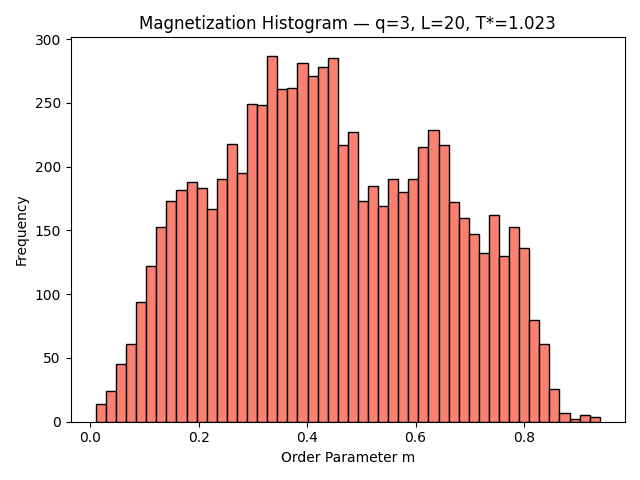 Magnetization Histogram — q=3, L=20, T*=1.023
300
250
200
150
100
50
0
Frequency
0.0 0.2 0.4 0.6 0.8
Order Parameter m